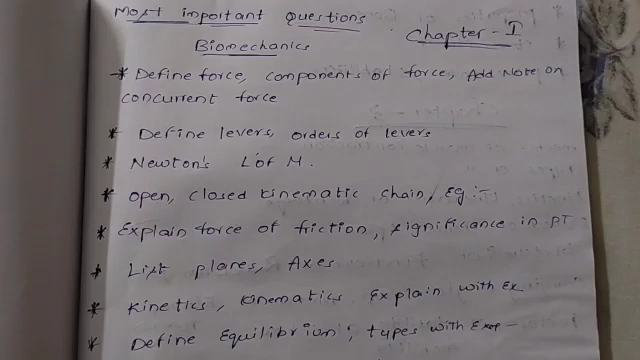 Most important Questions
Chapter - I
Biomechanics
* Define force, components of force, Add Note on
concurrent force
* Define levers, orders of levers
* Newton's L of M.
* open, closed kinematic chain, Eg :-
* Explain force of friction, significance in PT
* List planes, Axes
* Kinetics, kinematics Explain with Ex
* Define Equilibrium, types with